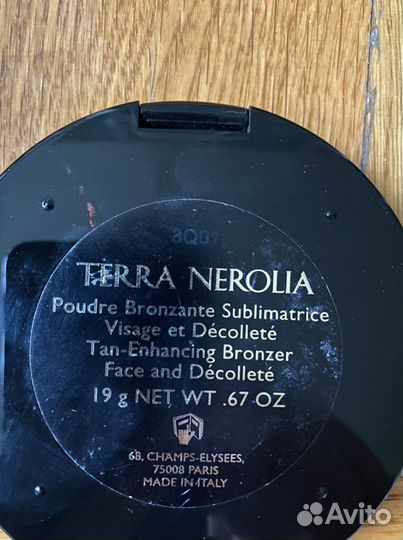 3Q01
TERRA NEROLIA
Poudre Bronzante Sublimatrice
Visage et Décolleté
Tan-Enhancing Bronzer
Face and Décolleté
19 g NET WT .67 OZ
68, CHAMPS-ELYSEES,
75008 PARIS
MADE IN ITALY
Avito